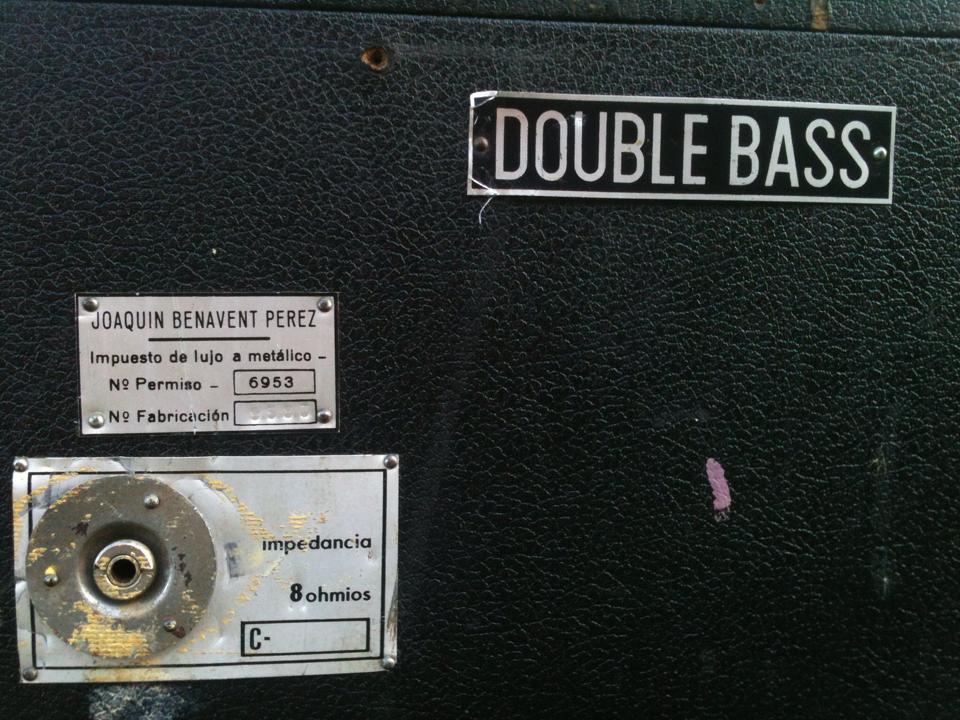 DOUBLE BASS
JOAQUIN BENAVENT PEREZ
Impuesto de lujo a metálico –
Nº Permiso – 6953
Nº Fabricación
impedancia
8 ohmios
C-